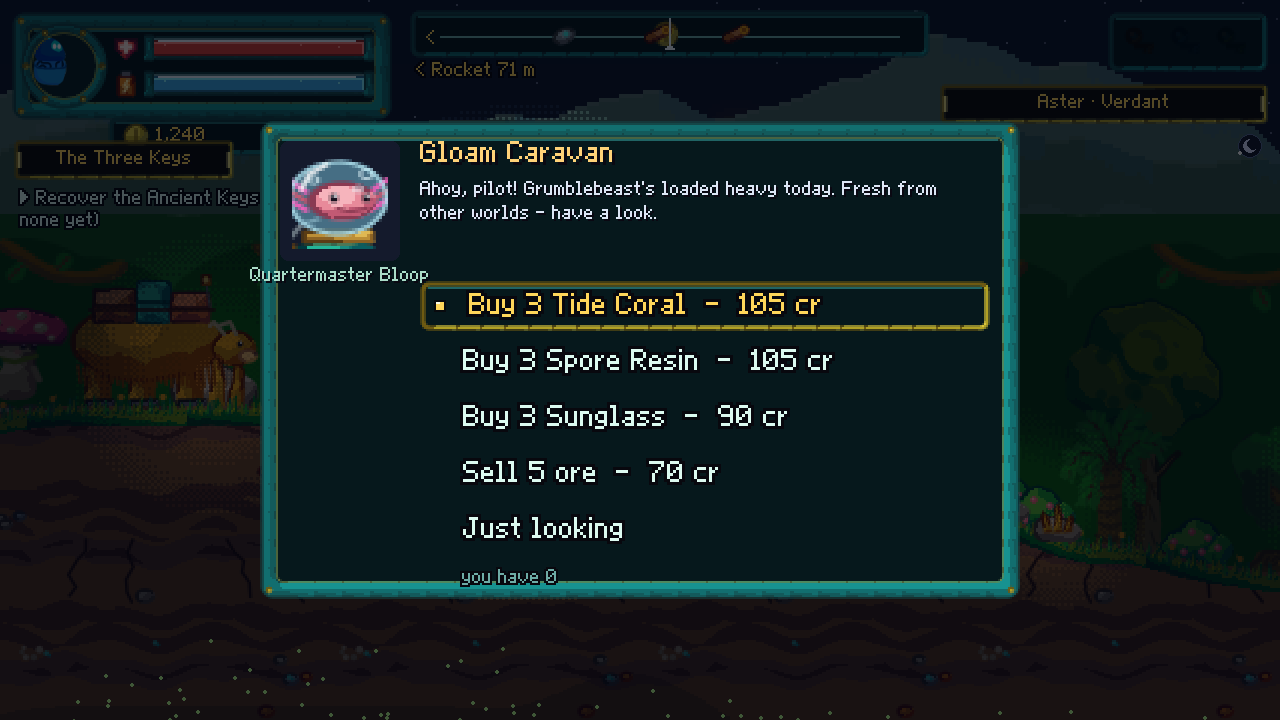 < Rocket 71 m
Aster · Verdant
1,240
The Three Keys
Recover the Ancient Keys
none yet)
Gloam Caravan
Ahoy, pilot! Grumblebeast's loaded heavy today. Fresh from
other worlds - have a look.
Quartermaster Bloop
Buy 3 Tide Coral - 105 cr
Buy 3 Spore Resin - 105 cr
Buy 3 Sunglass - 90 cr
Sell 5 ore - 70 cr
Just looking
you have 0